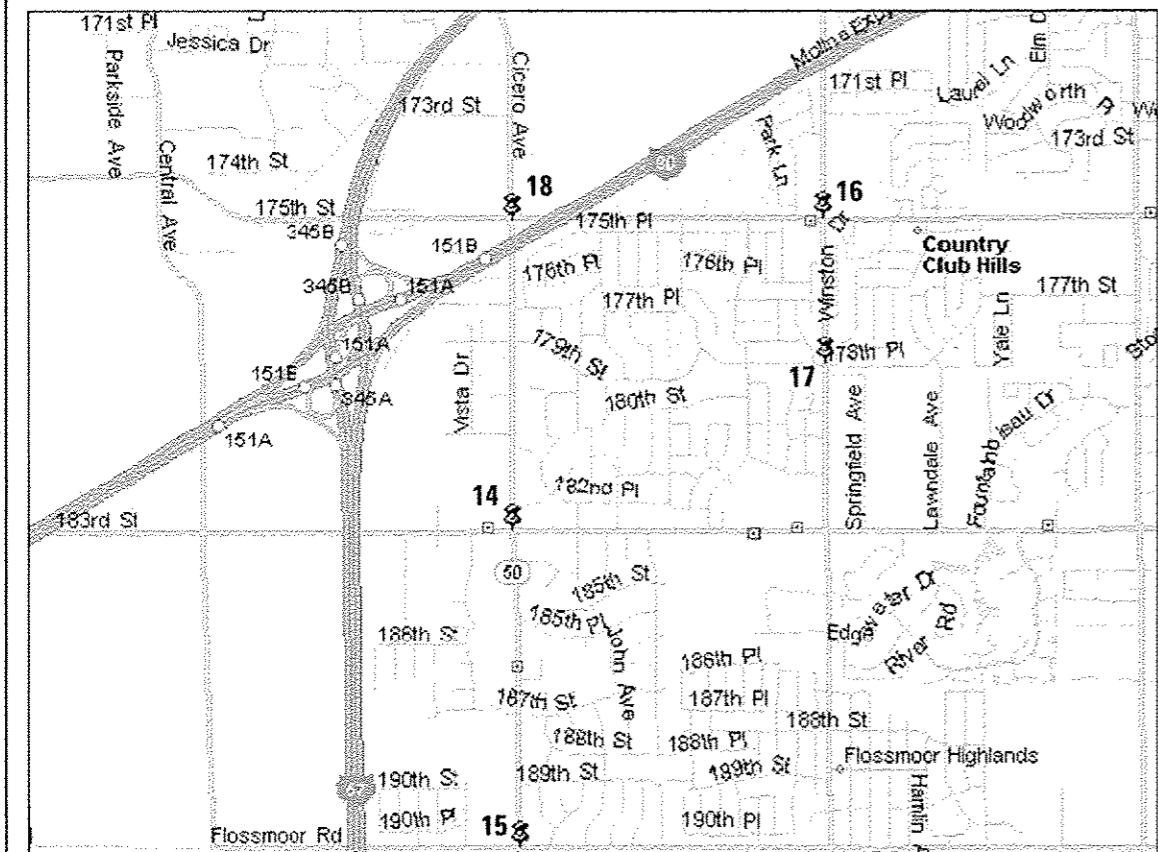 171st Pl
Jessica Dr
Parkside Ave
Central Ave
174th St
173rd St
Cicero Ave
171st Pl
Laurel Ln
Elm D
Woodworth
173rd St
Park Ln
175th St
18
16
80
175th Pl
345B
151B
Winston Dr
Country
Club Hills
176th Pl
176th Pl
345B
151A
177th Pl
177th St
Yale Ln
151A
179th St
17
178th Pl
345A
Vista Dr
180th St
Springfield Ave
Lawndale Ave
151A
182nd Pl
14
183rd St
50
185th St
185th Pl
John Ave
Edgewater Dr
River Rd
186th St
186th Pl
187th St
187th Pl
188th St
188th St
188th Pl
Flossmoor Highlands
190th St
189th St
189th St
57
190th Pl
15
190th Pl
Hamlin A
Flossmoor Rd